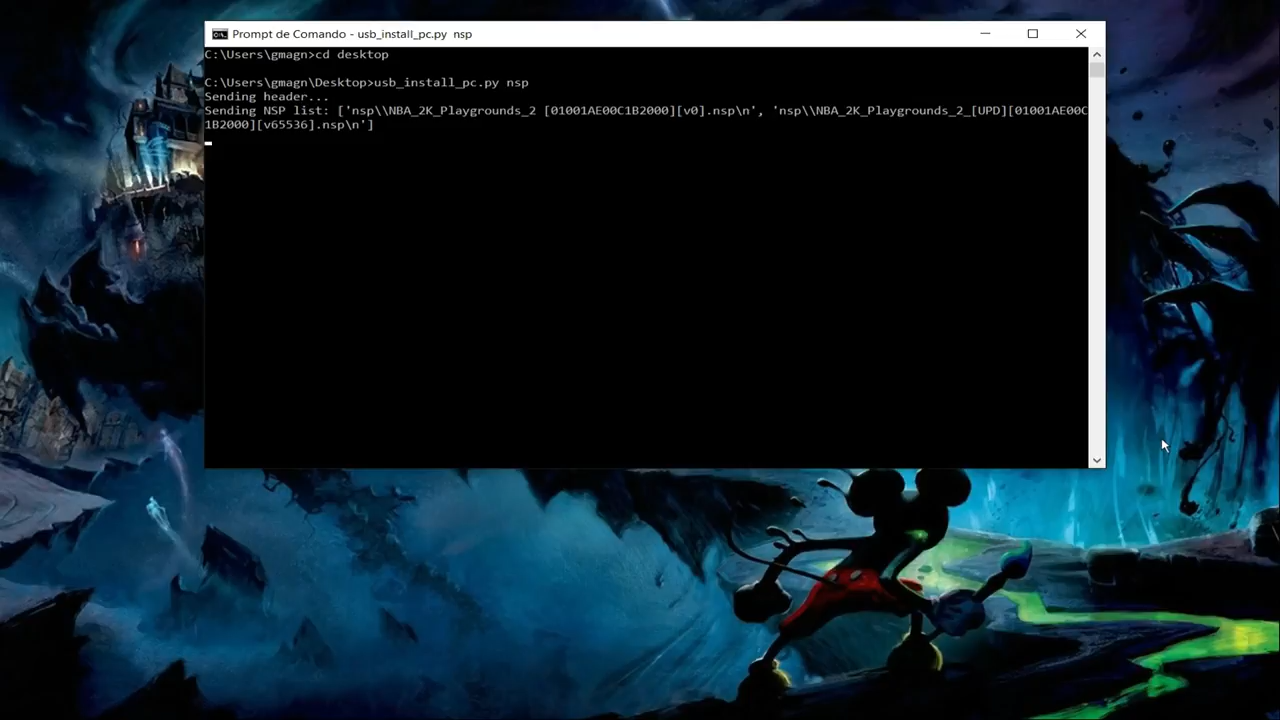 Prompt de Comando - usb_install_pc.py  nsp
C:\Users\gmagn>cd desktop
C:\Users\gmagn\Desktop>usb_install_pc.py nsp
Sending header...
Sending NSP list: ['nsp\\NBA_2K_Playgrounds_2 [01001AE00C1B2000][v0].nsp\n', 'nsp\\NBA_2K_Playgrounds_2_[UPD][01001AE00C
1B2000][v65536].nsp\n']